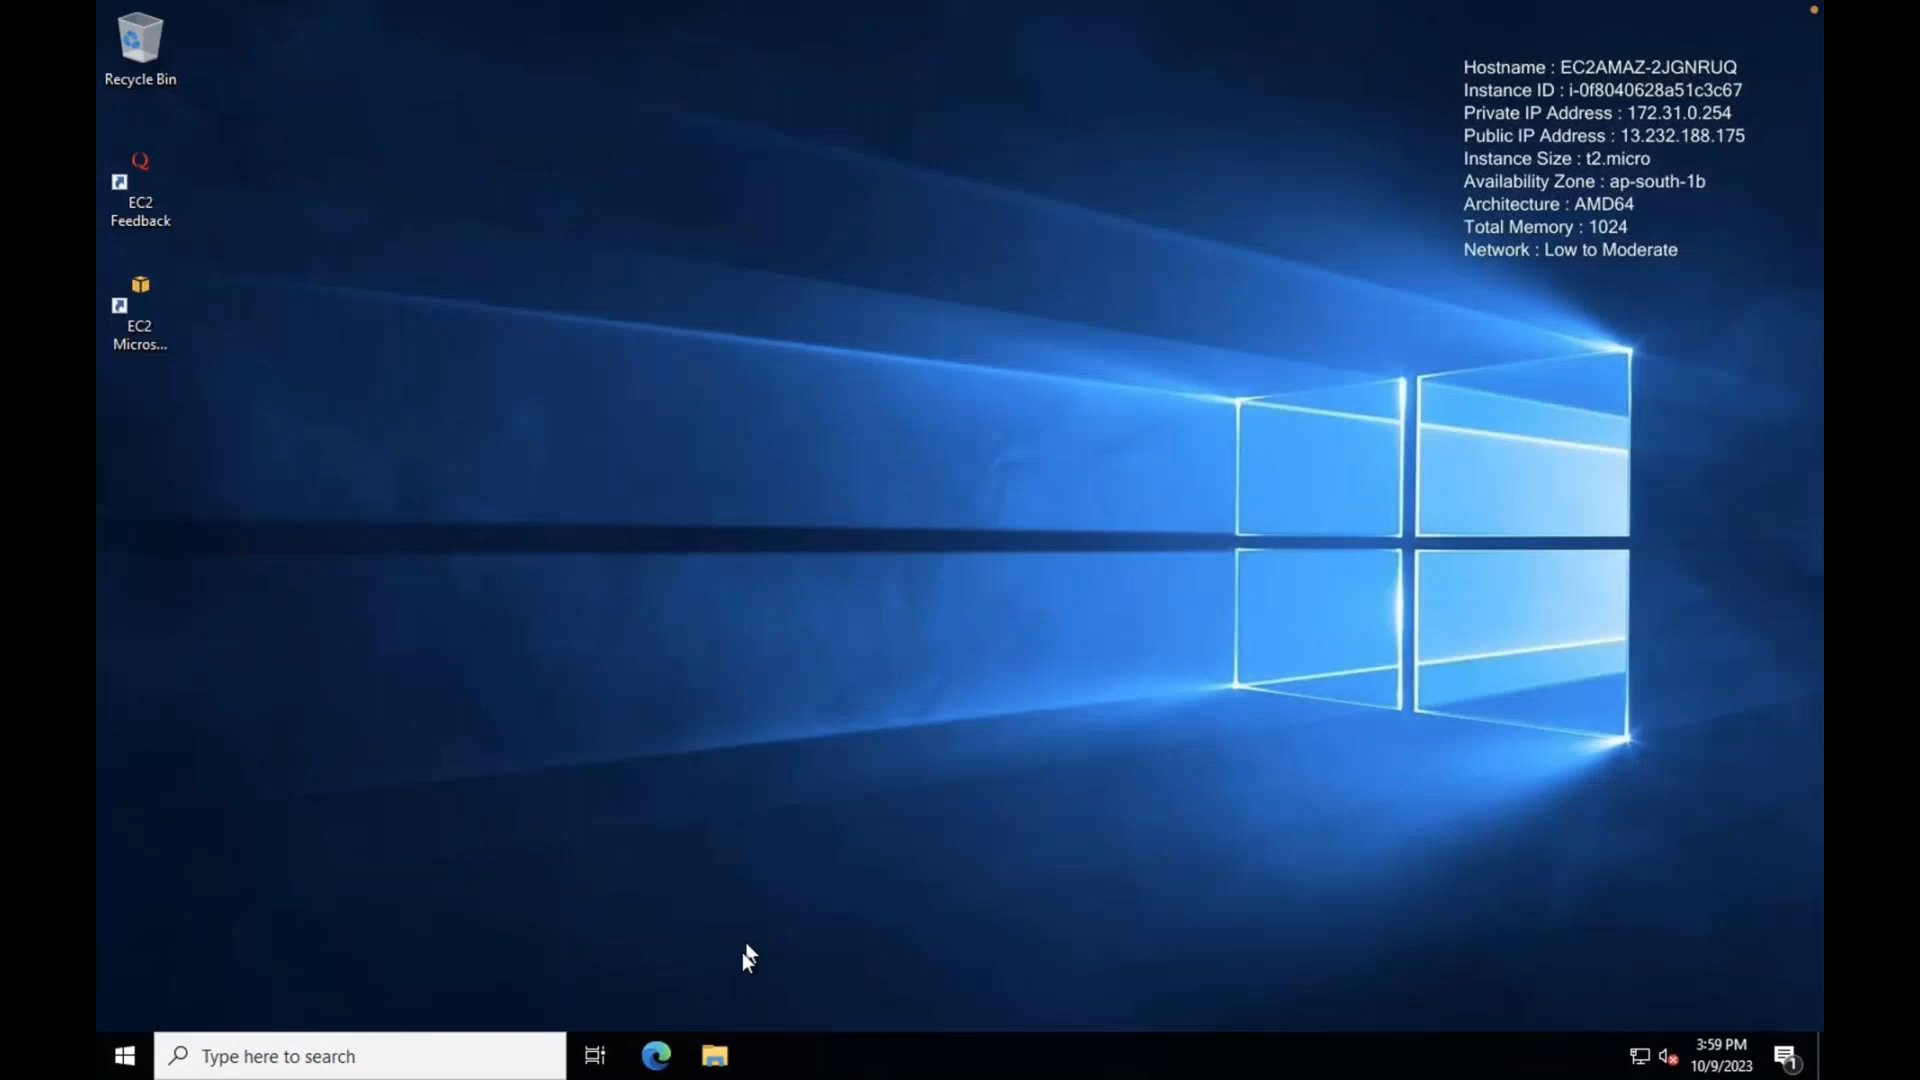 Recycle Bin
EC2
Feedback
EC2
Micros...
Hostname : EC2AMAZ-2JGNRUQ
Instance ID : i-0f8040628a51c3c67
Private IP Address : 172.31.0.254
Public IP Address : 13.232.188.175
Instance Size : t2.micro
Availability Zone : ap-south-1b
Architecture : AMD64
Total Memory : 1024
Network : Low to Moderate
Type here to search
3:59 PM
10/9/2023
1